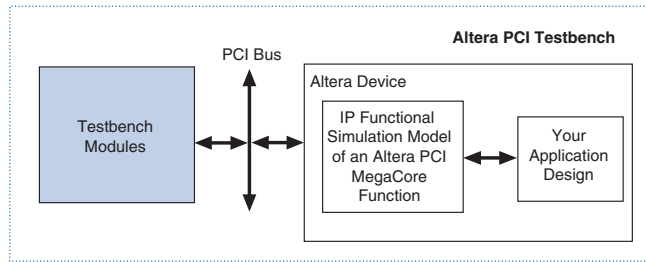 Altera PCI Testbench
PCI Bus
Altera Device
Testbench
Modules
IP Functional
Simulation Model
of an Altera PCI
MegaCore
Function
Your
Application
Design